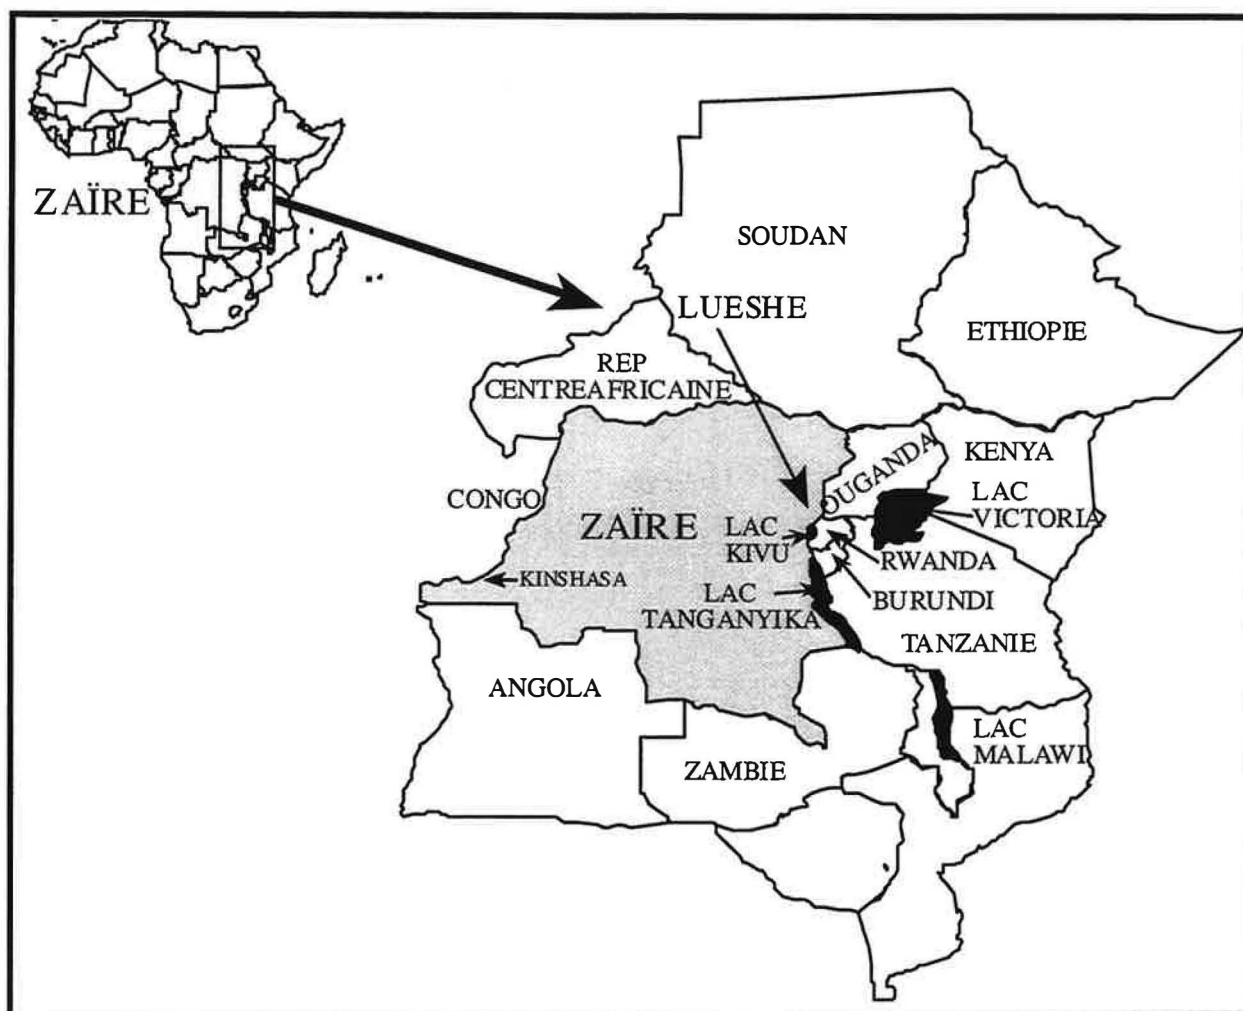 ZAÏRE
SOUDAN
LUESHE
ETHIOPIE
REP
CENTREAFRICAINE
OUGANDA
KENYA
CONGO
LAC
VICTORIA
ZAÏRE
LAC
KIVU
RWANDA
KINSHASA
LAC
TANGANYIKA
BURUNDI
TANZANIE
ANGOLA
LAC
MALAWI
ZAMBIE